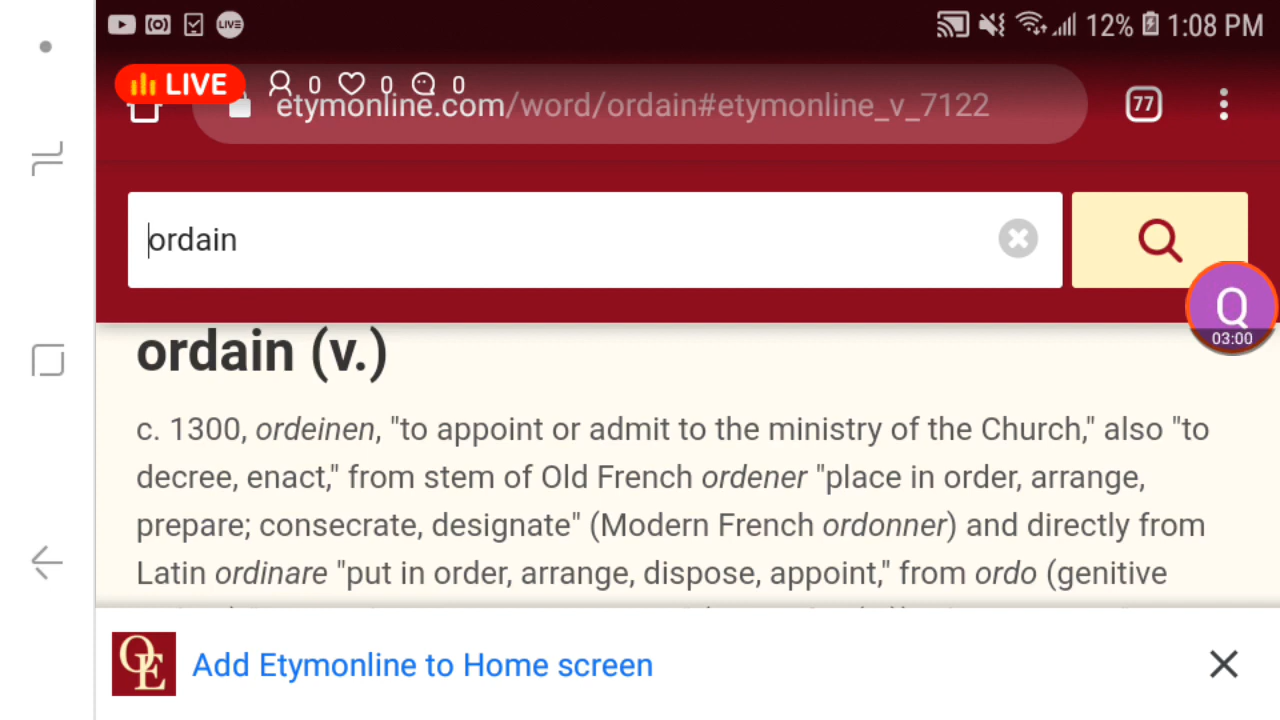 LIVE 12% 1:08 PM
LIVE 0 0 0
etymonline.com/word/ordain#etymonline_v_7122 77
ordain
Q
03:00
ordain (v.)
c. 1300, ordeinen, "to appoint or admit to the ministry of the Church," also "to
decree, enact," from stem of Old French ordener "place in order, arrange,
prepare; consecrate, designate" (Modern French ordonner) and directly from
Latin ordinare "put in order, arrange, dispose, appoint," from ordo (genitive
OE Add Etymonline to Home screen